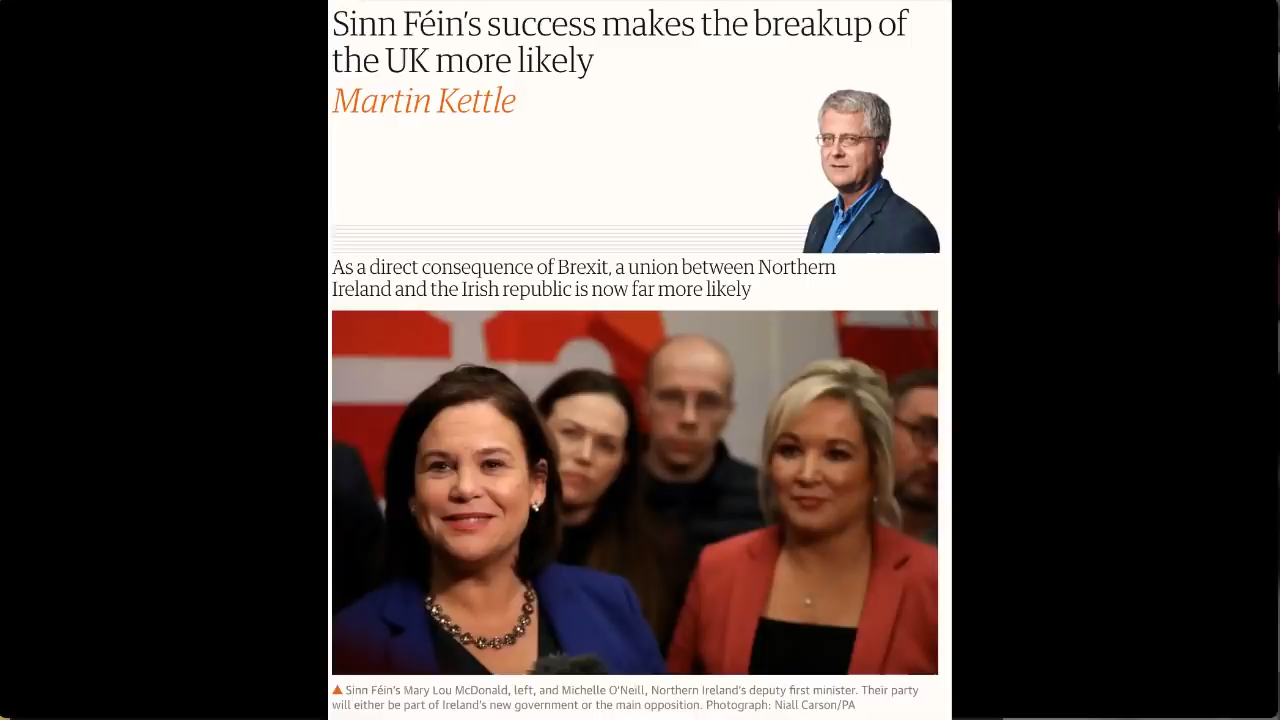 Sinn Féin's success makes the breakup of
the UK more likely
Martin Kettle
As a direct consequence of Brexit, a union between Northern
Ireland and the Irish republic is now far more likely
▲ Sinn Féin's Mary Lou McDonald, left, and Michelle O'Neill, Northern Ireland's deputy first minister. Their party
will either be part of Ireland's new government or the main opposition. Photograph: Niall Carson/PA